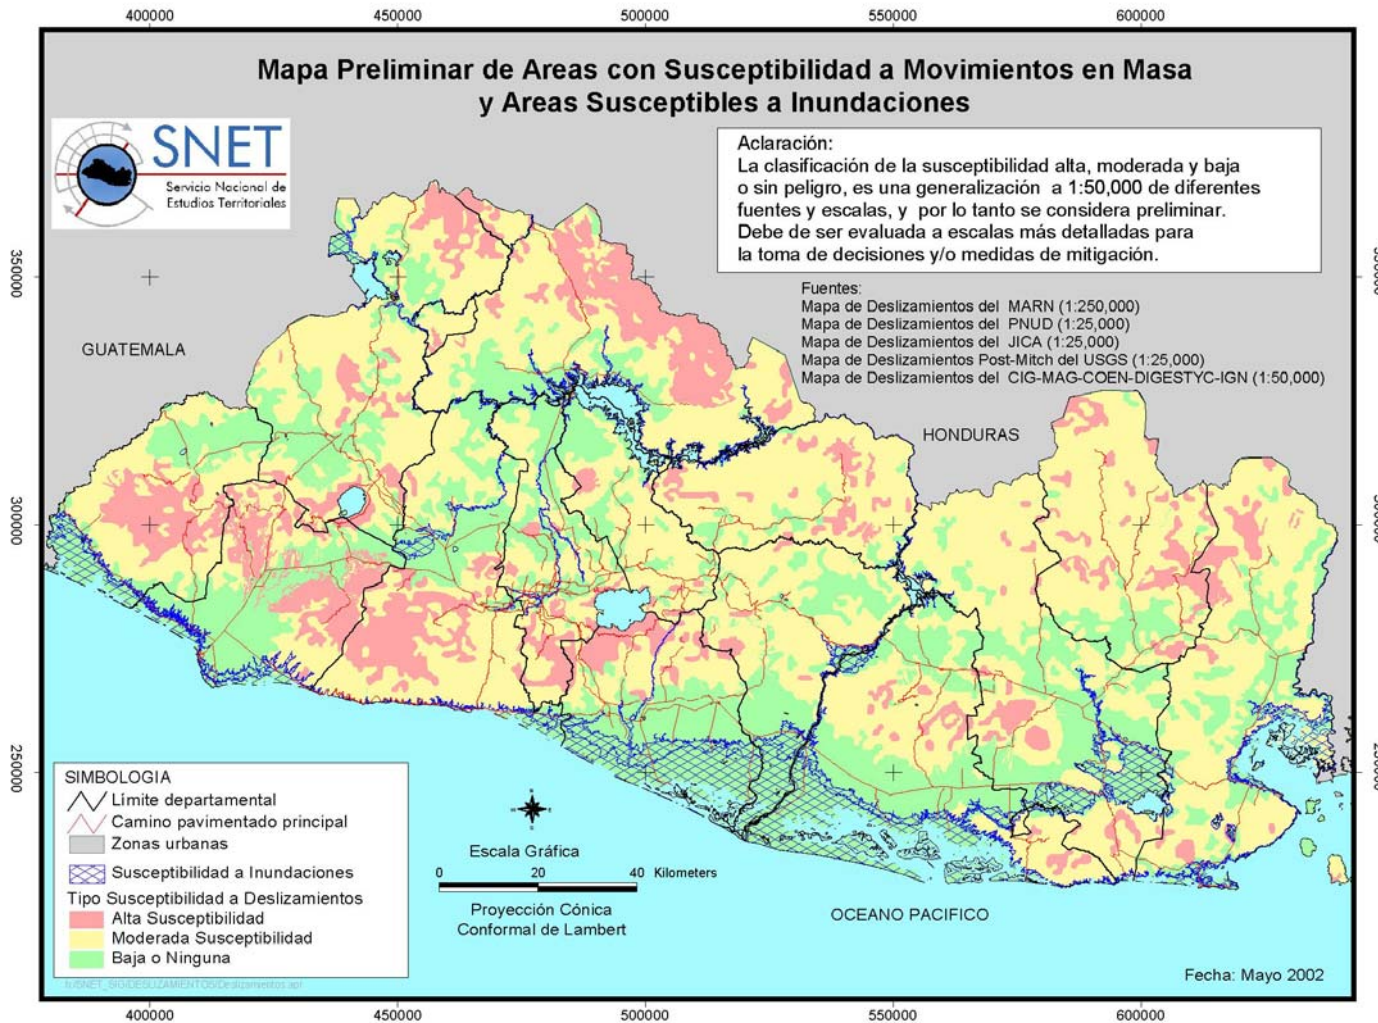 400000 450000 500000 550000 600000
Mapa Preliminar de Areas con Susceptibilidad a Movimientos en Masa
y Areas Susceptibles a Inundaciones
SNET
Servicio Nacional de
Estudios Territoriales
Aclaración:
La clasificación de la susceptibilidad alta, moderada y baja
o sin peligro, es una generalización a 1:50,000 de diferentes
fuentes y escalas, y por lo tanto se considera preliminar.
Debe de ser evaluada a escalas más detalladas para
la toma de decisiones y/o medidas de mitigación.
Fuentes:
Mapa de Deslizamientos del MARN (1:250,000)
Mapa de Deslizamientos del PNUD (1:25,000)
Mapa de Deslizamientos del JICA (1:25,000)
Mapa de Deslizamientos Post-Mitch del USGS (1:25,000)
Mapa de Deslizamientos del CIG-MAG-COEN-DIGESTYC-IGN (1:50,000)
350000
GUATEMALA
HONDURAS
300000
250000
SIMBOLOGIA
Límite departamental
Camino pavimentado principal
Zonas urbanas
Susceptibilidad a Inundaciones
Tipo Susceptibilidad a Deslizamientos
Alta Susceptibilidad
Moderada Susceptibilidad
Baja o Ninguna
Escala Gráfica
0 20 40 Kilometers
Proyección Cónica
Conformal de Lambert
OCEANO PACIFICO
Fecha: Mayo 2002
400000 450000 500000 550000 600000